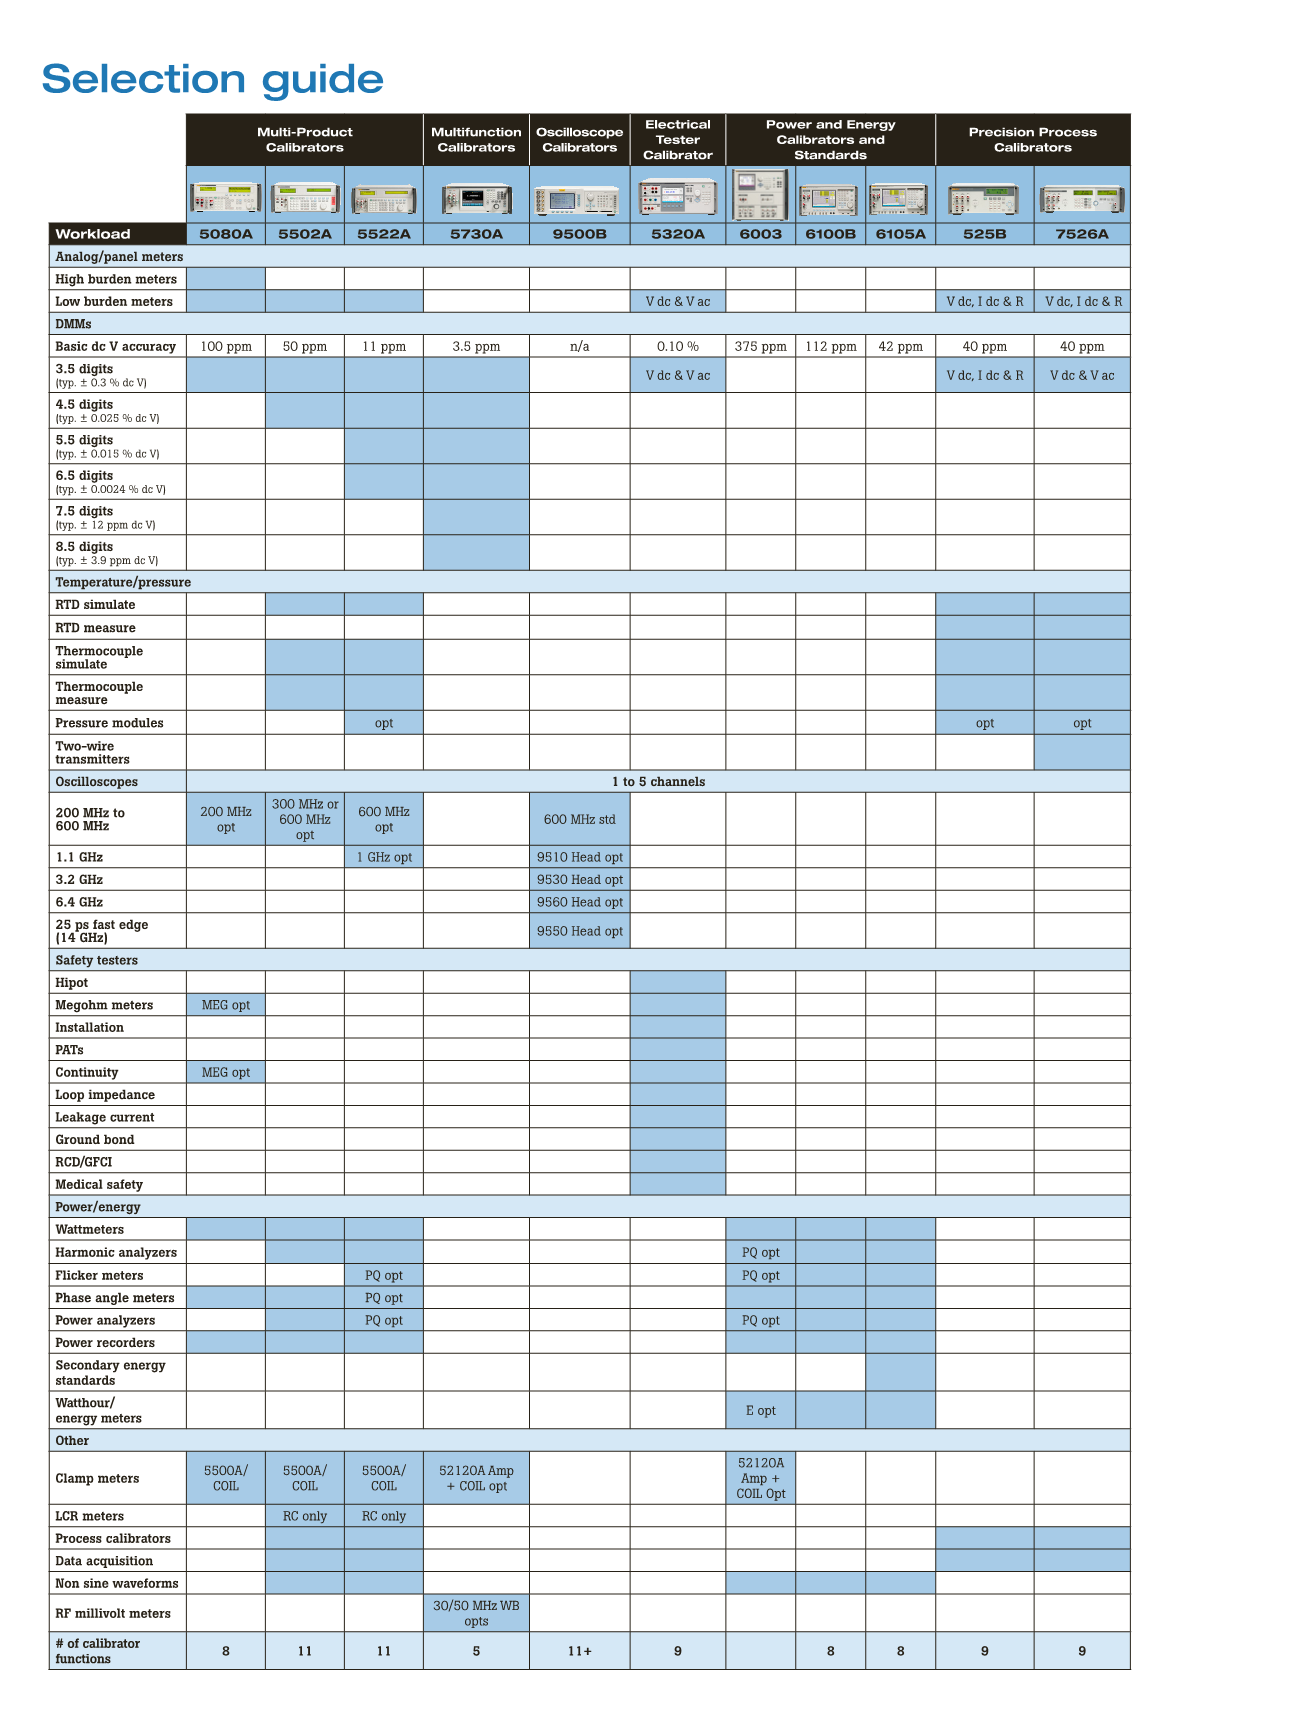 Selection guide
Multi-Product
Calibrators
Multifunction
Calibrators
Oscilloscope
Calibrators
Electrical
Tester
Calibrator
Power and Energy
Calibrators and
Standards
Precision Process
Calibrators
Workload 5080A 5502A 5522A 5730A 9500B 5320A 6003 6100B 6105A 525B 7526A
Analog/panel meters
High burden meters
Low burden meters V dc & V ac V dc, I dc & R V dc, I dc & R
DMMs
Basic dc V accuracy 100 ppm 50 ppm 11 ppm 3.5 ppm n/a 0.10 % 375 ppm 112 ppm 42 ppm 40 ppm 40 ppm
3.5 digits
(typ. ± 0.3 % dc V)
V dc & V ac V dc, I dc & R V dc & V ac
4.5 digits
(typ. ± 0.025 % dc V)
5.5 digits
(typ. ± 0.015 % dc V)
6.5 digits
(typ. ± 0.0024 % dc V)
7.5 digits
(typ. ± 12 ppm dc V)
8.5 digits
(typ. ± 3.9 ppm dc V)
Temperature/pressure
RTD simulate
RTD measure
Thermocouple
simulate
Thermocouple
measure
Pressure modules opt opt opt
Two-wire
transmitters
Oscilloscopes 1 to 5 channels
200 MHz to
600 MHz
200 MHz
opt
300 MHz or
600 MHz
opt
600 MHz
opt
600 MHz std
1.1 GHz 1 GHz opt 9510 Head opt
3.2 GHz 9530 Head opt
6.4 GHz 9560 Head opt
25 ps fast edge
(14 GHz)
9550 Head opt
Safety testers
Hipot
Megohm meters MEG opt
Installation
PATs
Continuity MEG opt
Loop impedance
Leakage current
Ground bond
RCD/GFCI
Medical safety
Power/energy
Wattmeters
Harmonic analyzers PQ opt
Flicker meters PQ opt PQ opt
Phase angle meters PQ opt
Power analyzers PQ opt PQ opt
Power recorders
Secondary energy
standards
Watthour/
energy meters
E opt
Other
Clamp meters
5500A/
COIL
5500A/
COIL
5500A/
COIL
52120A Amp
+ COIL opt
52120A
Amp +
COIL Opt
LCR meters RC only RC only
Process calibrators
Data acquisition
Non sine waveforms
RF millivolt meters
30/50 MHz WB
opts
# of calibrator
functions
8 11 11 5 11+ 9 8 8 9 9